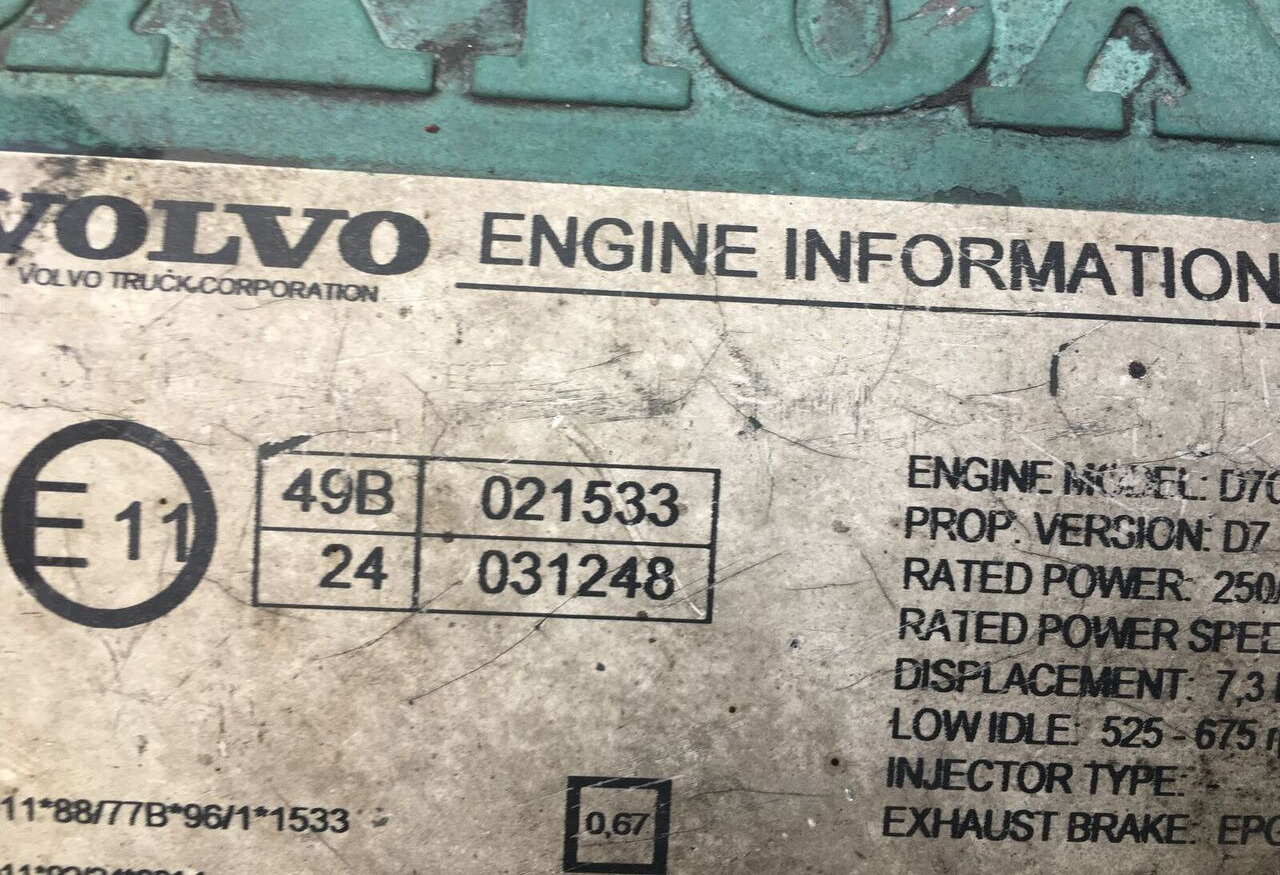 VOLVO ENGINE INFORMATION
VOLVO TRUCK CORPORATION
E 11
49B 021533
24 031248
ENGINE MODEL: D7C
PROP. VERSION: D7
RATED POWER: 250
RATED POWER SPEE
DISPLACEMENT: 7,3
LOW IDLE: 525 - 675
INJECTOR TYPE: -
EXHAUST BRAKE: EPG
11*88/77B*96/1*1533
0,67